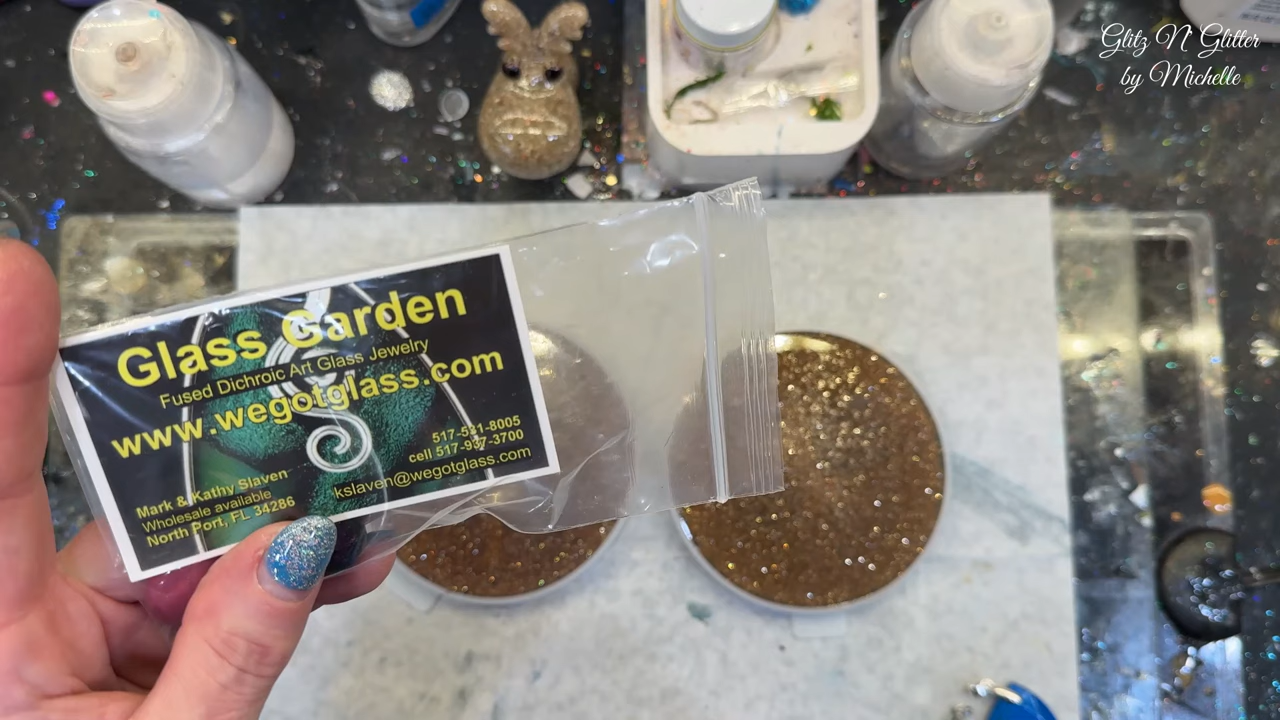 Glitz N' Glitter
by Michelle
Glass Garden
Fused Dichroic Art Glass Jewelry
www.wegotglass.com
517-531-8005
cell 517-937-3700
kslaven@wegotglass.com
Mark & Kathy Slaven
Wholesale available
North Port, FL 34286